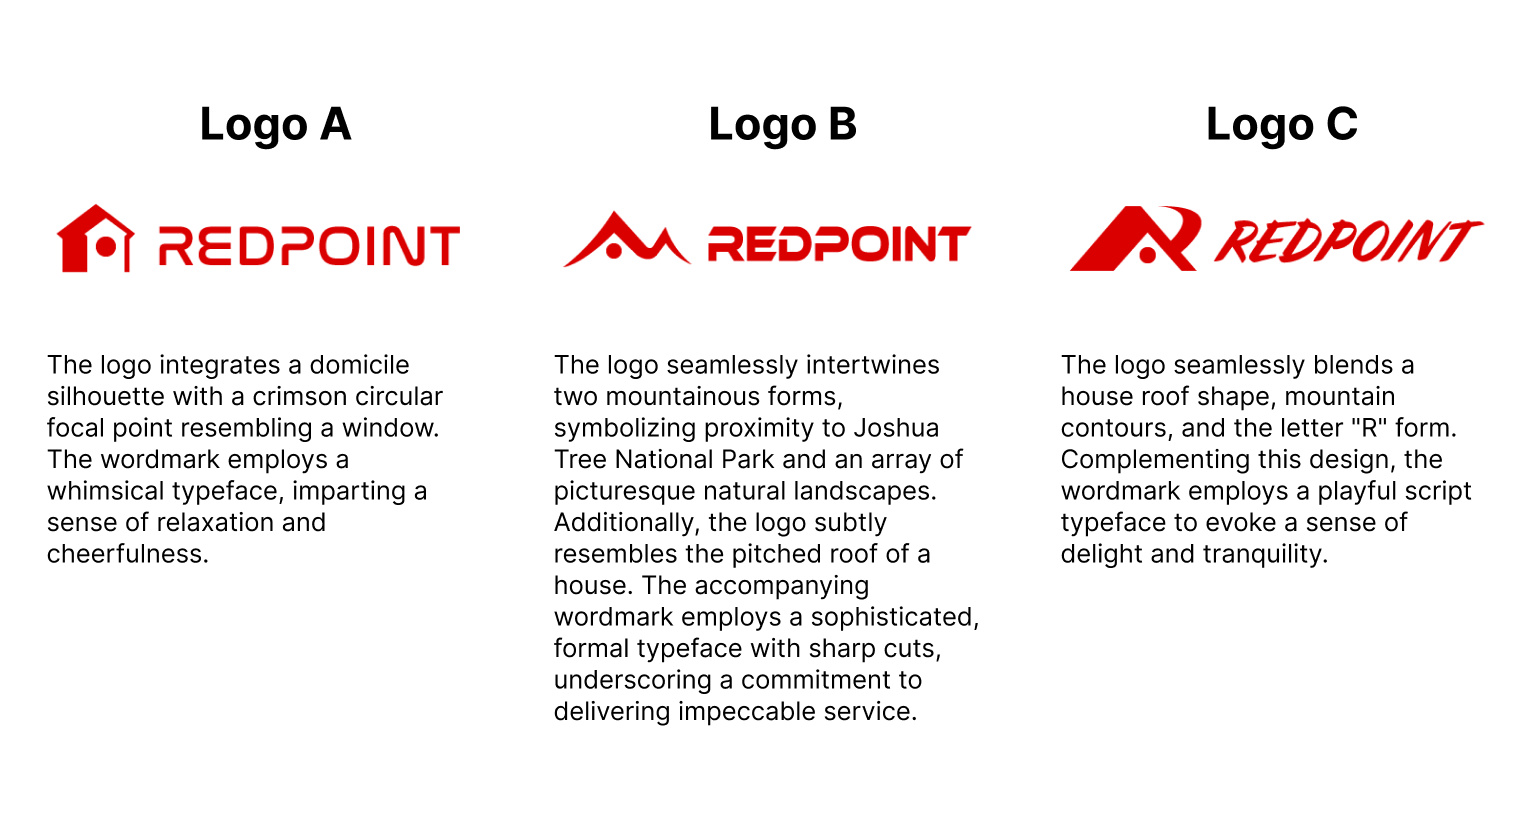 Logo A
REDPOINT
The logo integrates a domicile
silhouette with a crimson circular
focal point resembling a window.
The wordmark employs a
whimsical typeface, imparting a
sense of relaxation and
cheerfulness.
Logo B
REDPOINT
The logo seamlessly intertwines
two mountainous forms,
symbolizing proximity to Joshua
Tree National Park and an array of
picturesque natural landscapes.
Additionally, the logo subtly
resembles the pitched roof of a
house. The accompanying
wordmark employs a sophisticated,
formal typeface with sharp cuts,
underscoring a commitment to
delivering impeccable service.
Logo C
REDPOINT
The logo seamlessly blends a
house roof shape, mountain
contours, and the letter "R" form.
Complementing this design, the
wordmark employs a playful script
typeface to evoke a sense of
delight and tranquility.